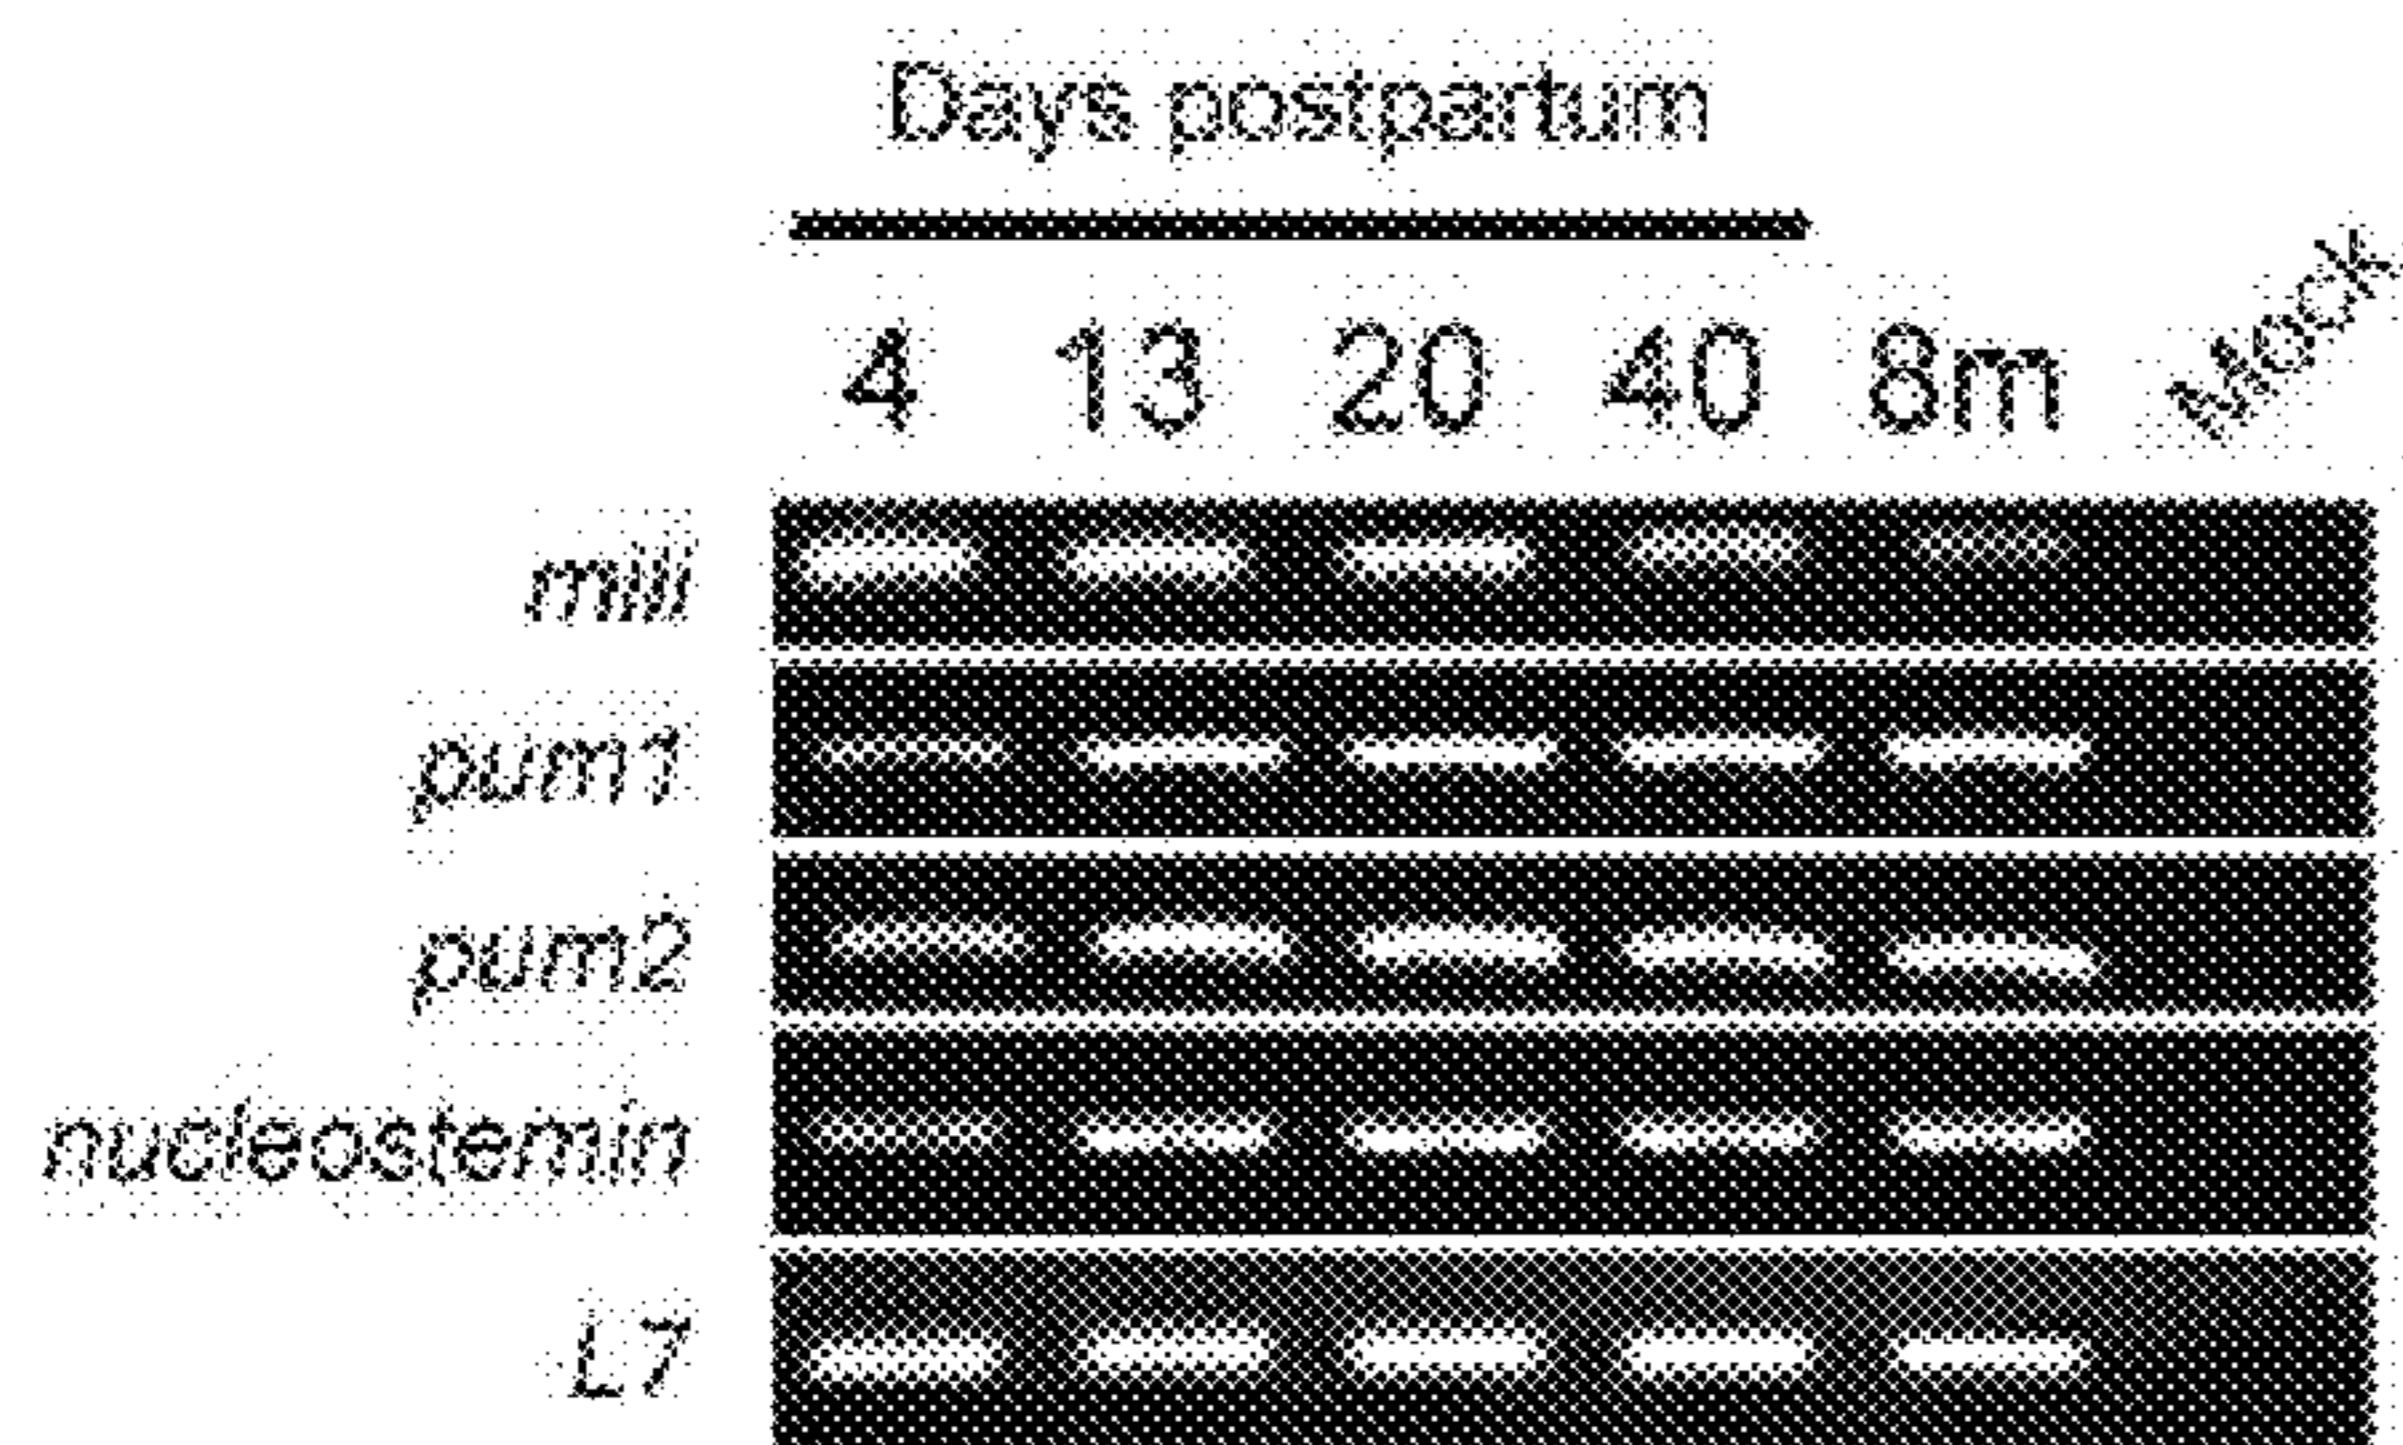 Days postpartum
4 13 20 40 8m Mock
mili
pum1
pum2
nucleostemin
L7